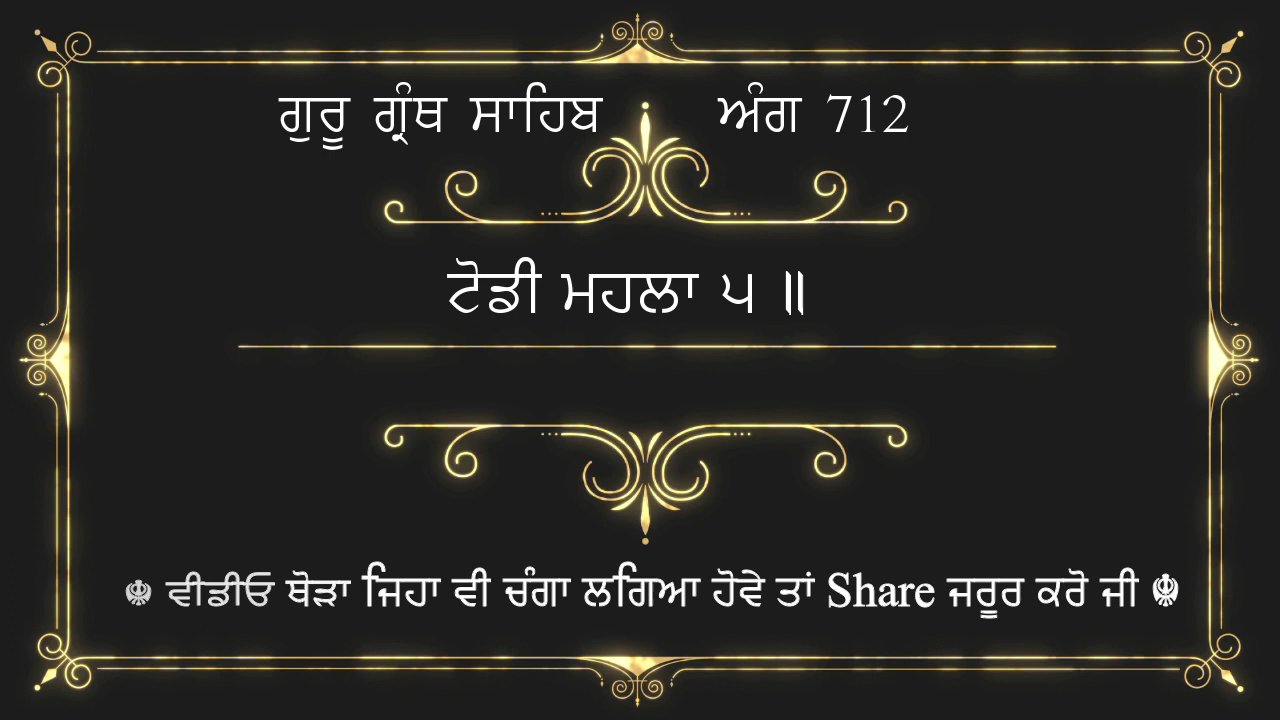 ਗੁਰੂ ਗ੍ਰੰਥ ਸਾਹਿਬ ਅੰਗ 712
ਟੋਡੀ ਮਹਲਾ ੫ ॥
☬ ਵੀਡੀਓ ਥੋੜਾ ਜਿਹਾ ਵੀ ਚੰਗਾ ਲਗਿਆ ਹੋਵੇ ਤਾਂ Share ਜਰੂਰ ਕਰੋ ਜੀ ☬